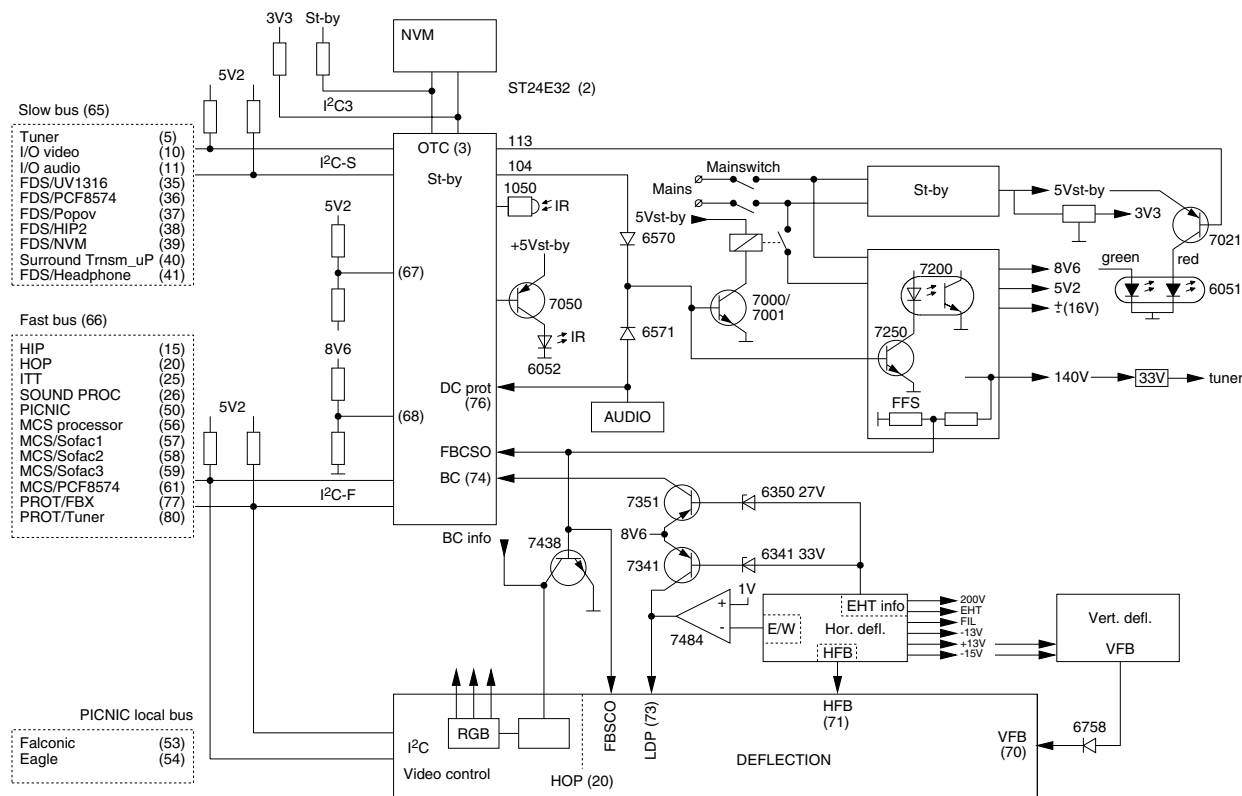 3V3 St-by
NVM
5V2
ST24E32 (2)
I²C3
Slow bus (65)
Tuner (5)
I/O video (10)
I/O audio (11)
FDS/UV1316 (35)
FDS/PCF8574 (36)
FDS/Popov (37)
FDS/HIP2 (38)
FDS/NVM (39)
Surround Trnsm_uP (40)
FDS/Headphone (41)
I²C-S
OTC (3)
St-by
113
104
1050
IR
5V2
(67)
+5Vst-by
7050
IR
6052
6570
6571
Mainswitch
Mains
5Vst-by
7000/
7001
St-by
5Vst-by
3V3
7021
7200
7250
8V6
5V2
+
-(16V)
green
red
6051
140V
33V
tuner
FFS
Fast bus (66)
HIP (15)
HOP (20)
ITT (25)
SOUND PROC (26)
PICNIC (50)
MCS processor (56)
MCS/Sofac1 (57)
MCS/Sofac2 (58)
MCS/Sofac3 (59)
MCS/PCF8574 (61)
PROT/FBX (77)
PROT/Tuner (80)
5V2
8V6
(68)
I²C-F
DC prot
(76)
AUDIO
FBCSO
BC (74)
BC info
7438
7351
8V6
7341
6350 27V
6341 33V
1V
+
-
7484
E/W
EHT info
Hor. defl.
HFB
200V
EHT
FIL
-13V
+13V
-15V
Vert. defl.
VFB
6758
PICNIC local bus
Falconic (53)
Eagle (54)
I²C
Video control
RGB
HOP (20)
FBSCO
LDP (73)
HFB
(71)
DEFLECTION
VFB
(70)